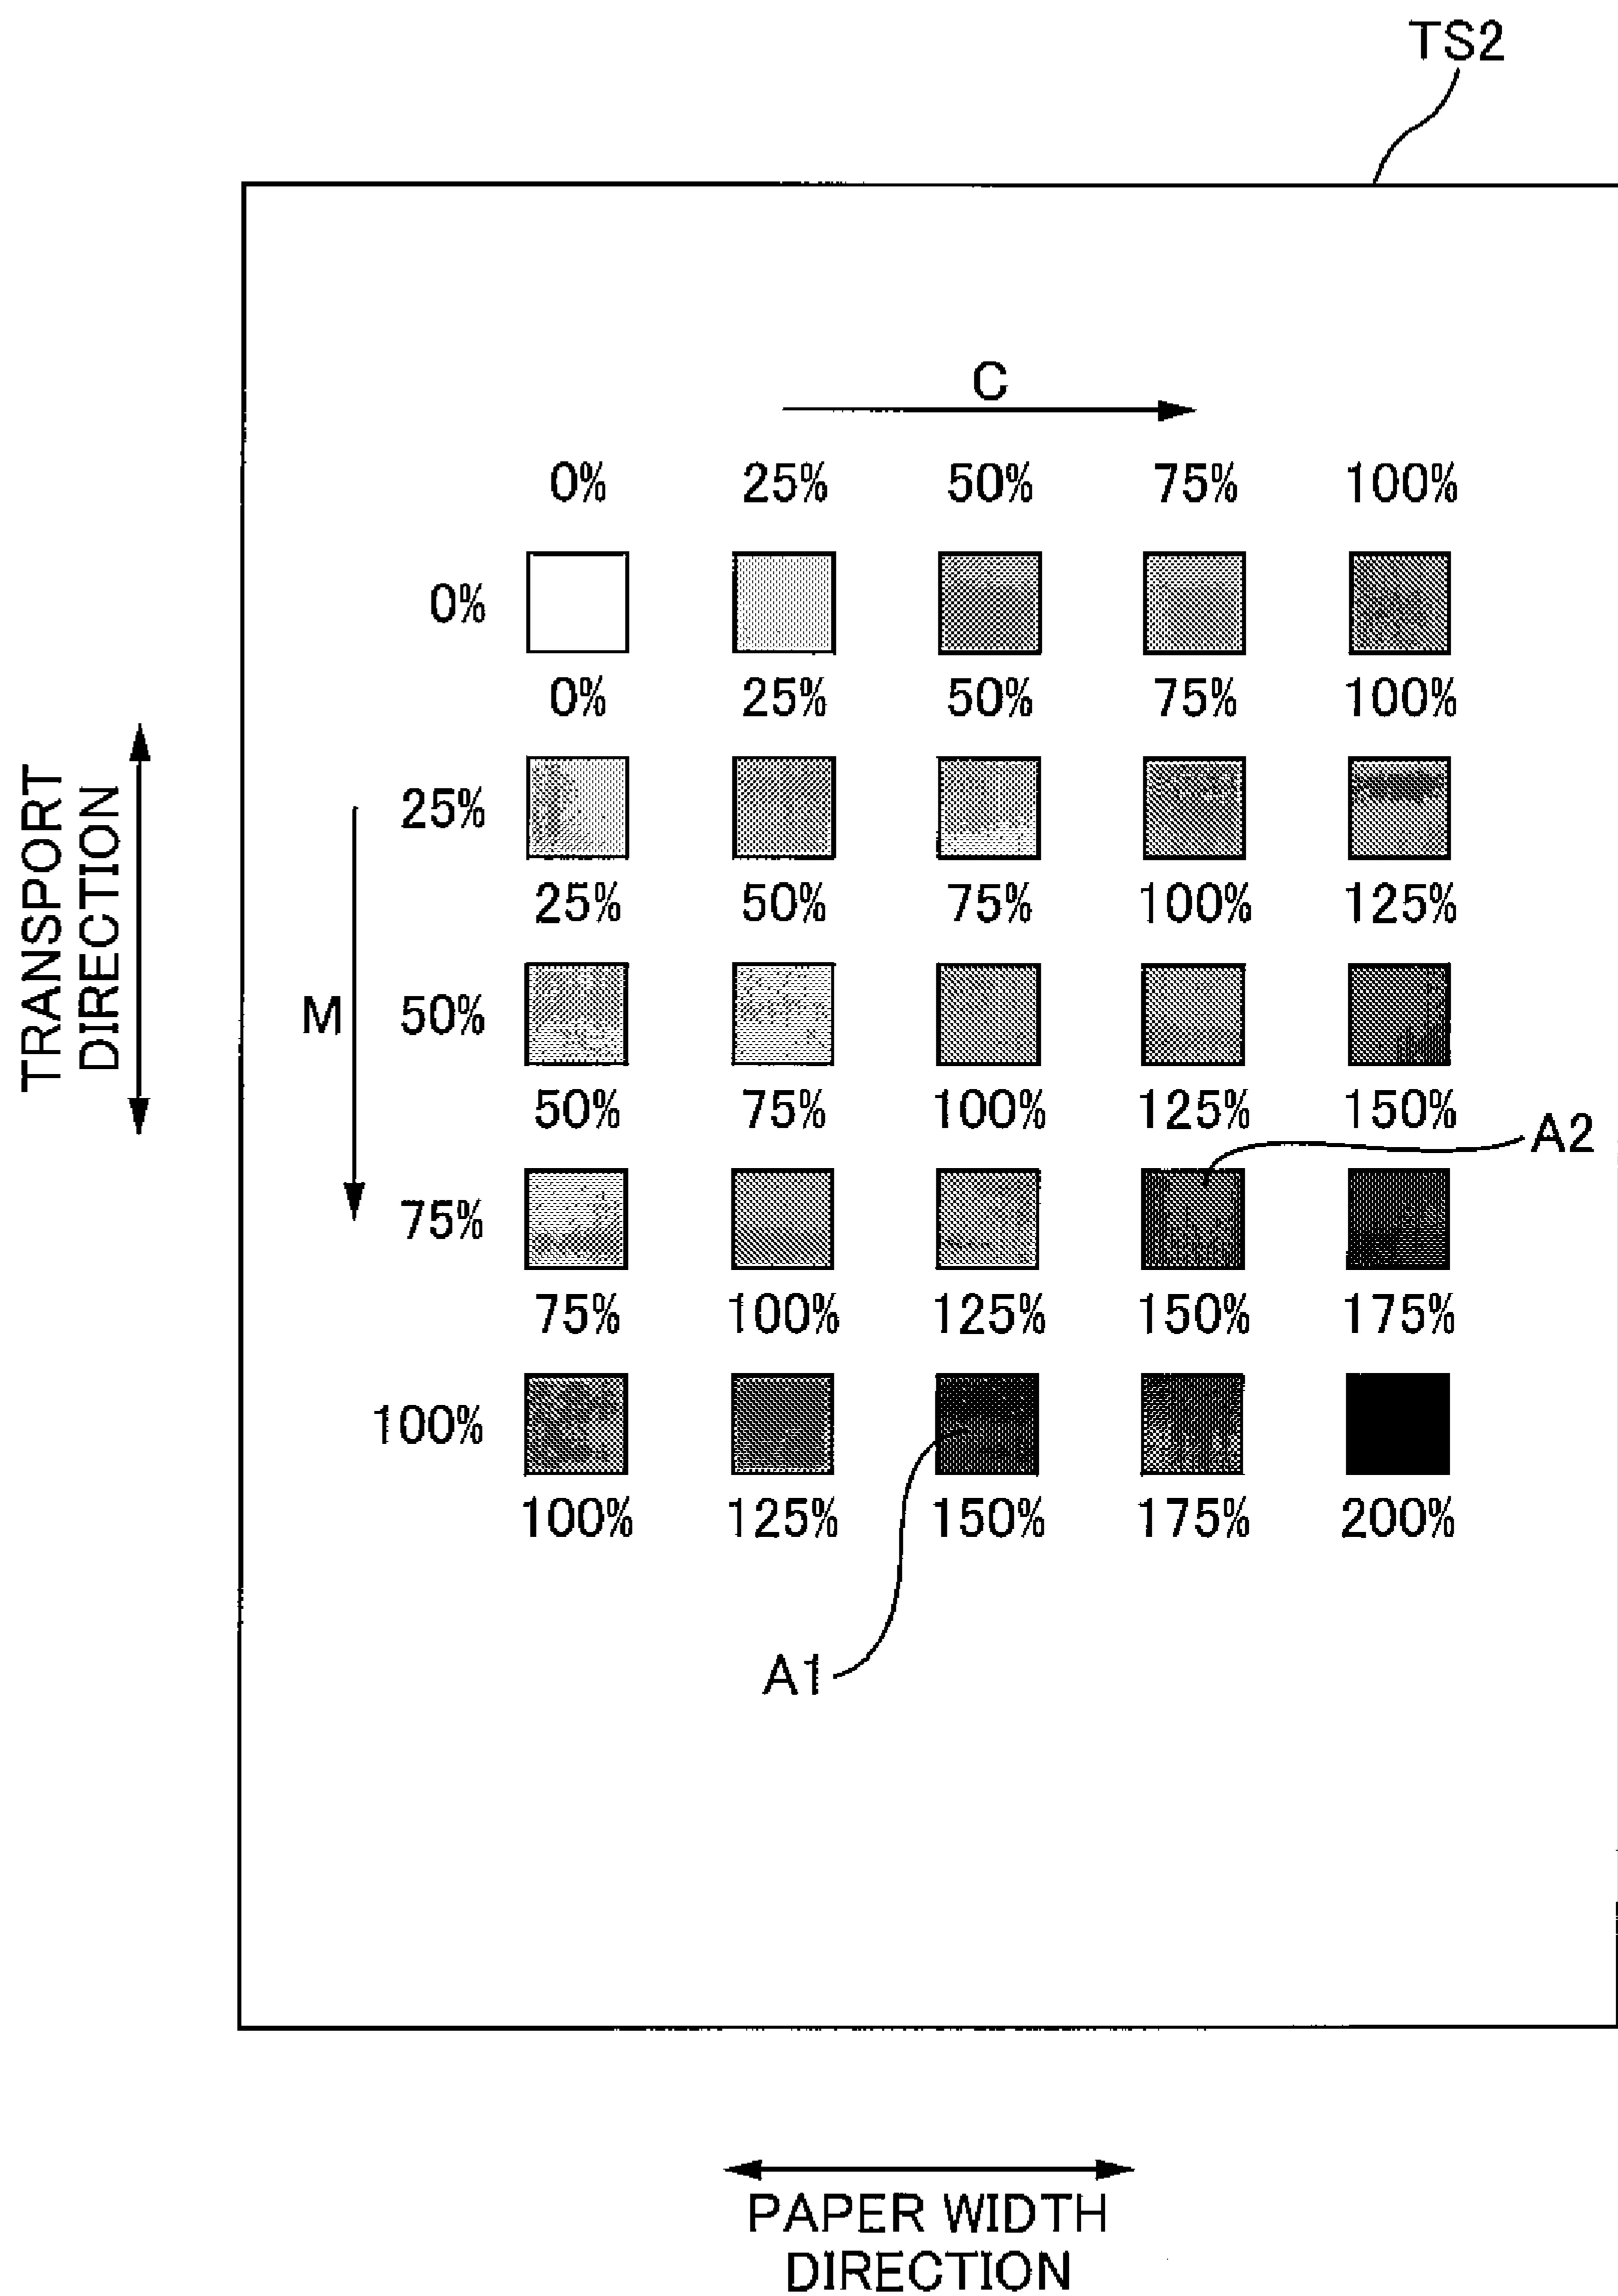 TS2
C
0% 25% 50% 75% 100%
0%
0% 25% 50% 75% 100%
25%
25% 50% 75% 100% 125%
TRANSPORT
DIRECTION
M
50%
50% 75% 100% 125% 150%
A2
75%
75% 100% 125% 150% 175%
100%
100% 125% 150% 175% 200%
A1
PAPER WIDTH
DIRECTION